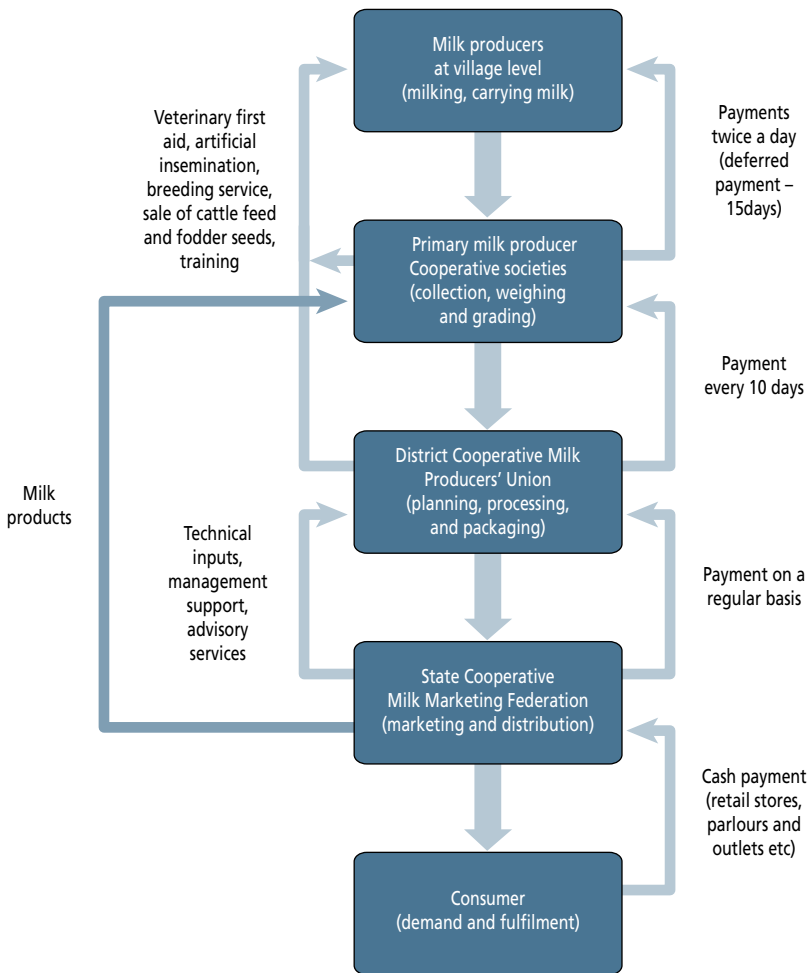 Milk producers
at village level
(milking, carrying milk)
Veterinary first
aid, artificial
insemination,
breeding service,
sale of cattle feed
and fodder seeds,
training
Payments
twice a day
(deferred
payment –
15days)
Primary milk producer
Cooperative societies
(collection, weighing
and grading)
Payment
every 10 days
District Cooperative Milk
Producers’ Union
(planning, processing,
and packaging)
Milk
products
Technical
inputs,
management
support,
advisory
services
Payment on a
regular basis
State Cooperative
Milk Marketing Federation
(marketing and distribution)
Cash payment
(retail stores,
parlours and
outlets etc)
Consumer
(demand and fulfilment)